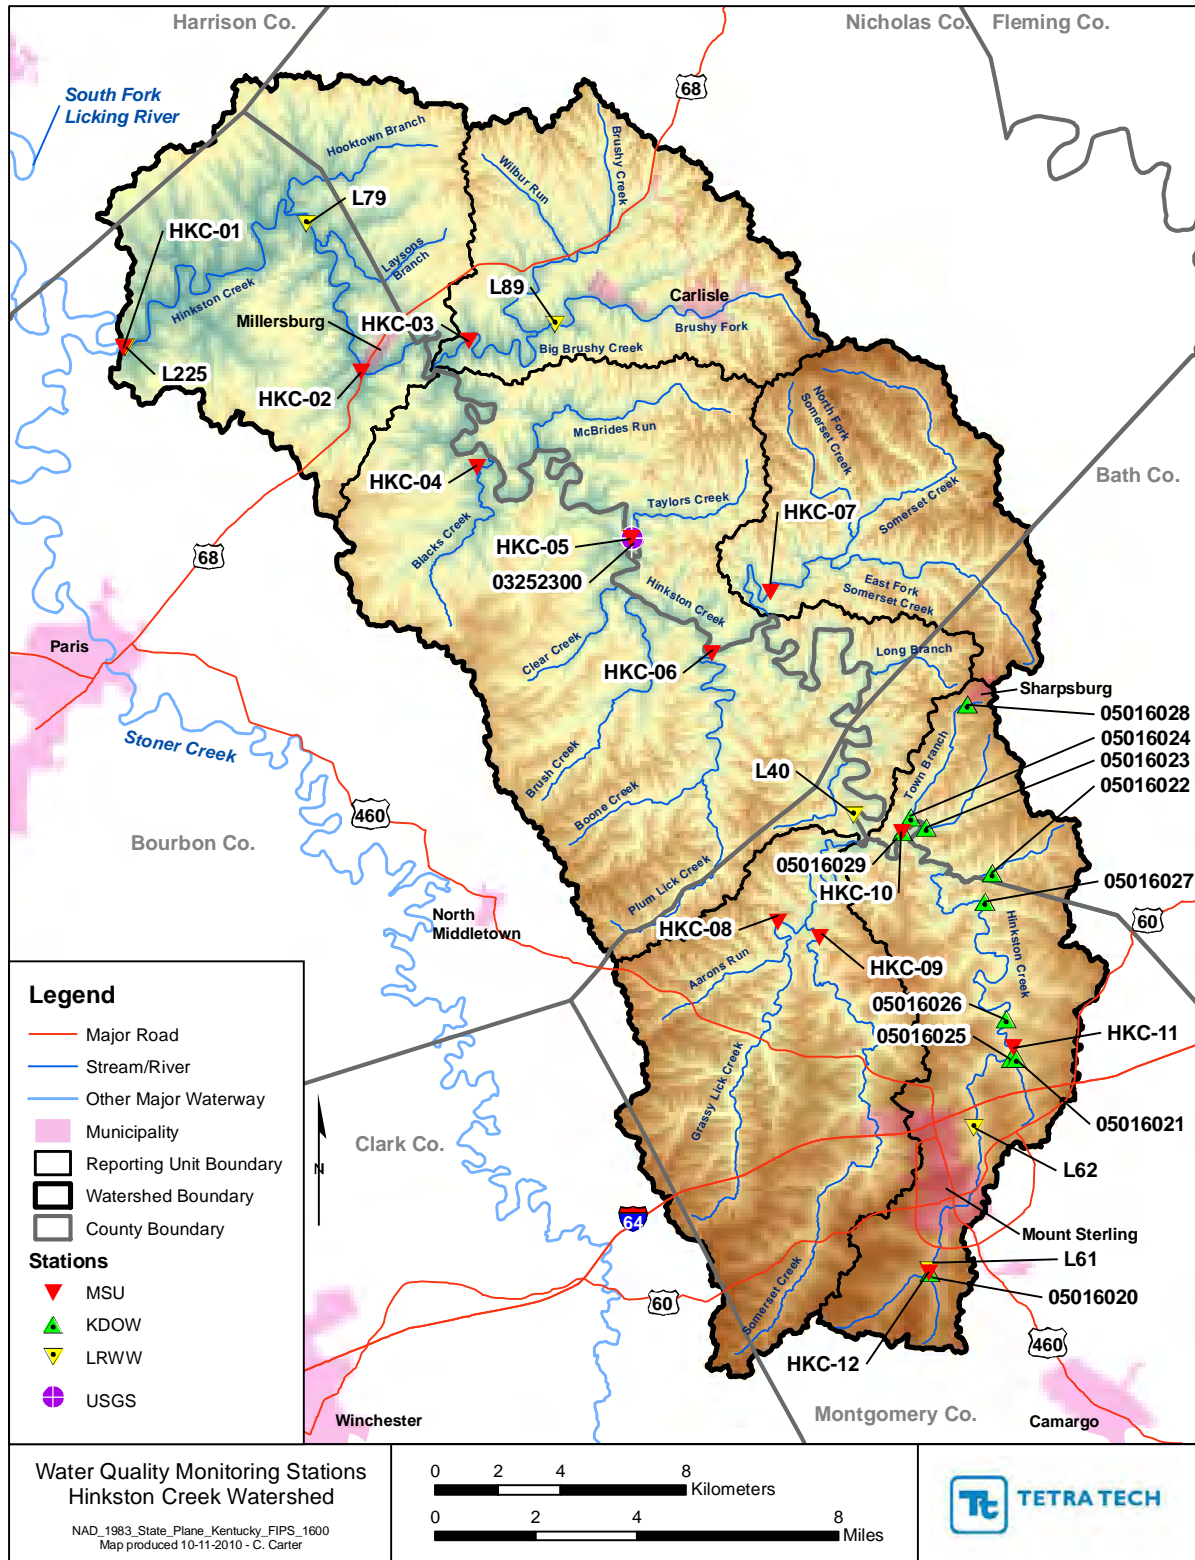 Harrison Co.
Nicholas Co.
Fleming Co.
68
South Fork
Licking River
Hooktown Branch
Brushy Creek
Wilbur Run
L79
HKC-01
Laysons
Branch
L89
Hinkston Creek
Carlisle
Millersburg
HKC-03
Brushy Fork
Big Brushy Creek
L225
HKC-02
North Fork
Somerset Creek
McBrides Run
Bath Co.
HKC-04
Taylors Creek
HKC-07
Somerset Creek
Blacks Creek
HKC-05
68
03252300
East Fork
Somerset Creek
Hinkston Creek
Paris
Clear Creek
HKC-06
Long Branch
Sharpsburg
05016028
Stoner Creek
05016024
Town Branch
05016023
Brush Creek
L40
05016022
Boone Creek
460
Bourbon Co.
05016029
05016027
HKC-10
Plum Lick Creek
North
Middletown
HKC-08
60
Hinkston Creek
HKC-09
Aarons Run
05016026
05016025
HKC-11
Grassy Lick Creek
05016021
Clark Co.
L62
64
Mount Sterling
L61
Somerset Creek
05016020
60
460
HKC-12
Montgomery Co.
Winchester
Camargo
Legend
Major Road
Stream/River
Other Major Waterway
Municipality
Reporting Unit Boundary
Watershed Boundary
County Boundary
N
Stations
MSU
KDOW
LRWW
USGS
Water Quality Monitoring Stations
Hinkston Creek Watershed
NAD_1983_State_Plane_Kentucky_FIPS_1600
Map produced 10-11-2010 - C. Carter
0 2 4 8
Kilometers
0 2 4 8
Miles
Tt
TETRA TECH